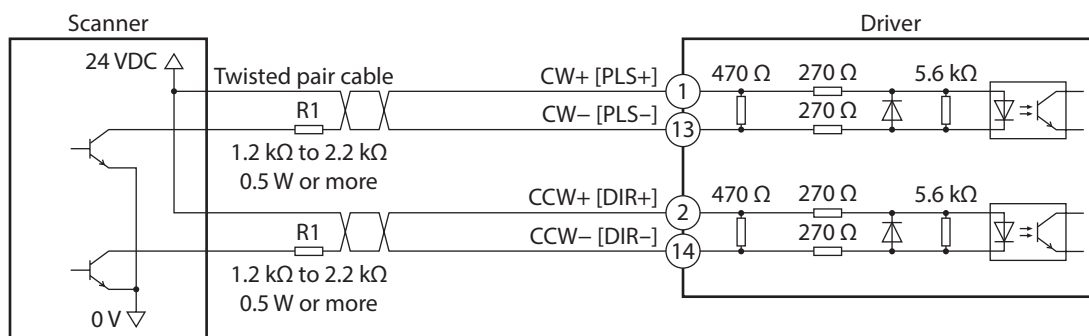 Scanner
Driver
24 VDC
Twisted pair cable
CW+ [PLS+]
1
470 Ω
270 Ω
5.6 kΩ
R1
CW− [PLS−]
13
270 Ω
1.2 kΩ to 2.2 kΩ
0.5 W or more
CCW+ [DIR+]
2
470 Ω
270 Ω
5.6 kΩ
R1
CCW− [DIR−]
14
270 Ω
1.2 kΩ to 2.2 kΩ
0.5 W or more
0 V